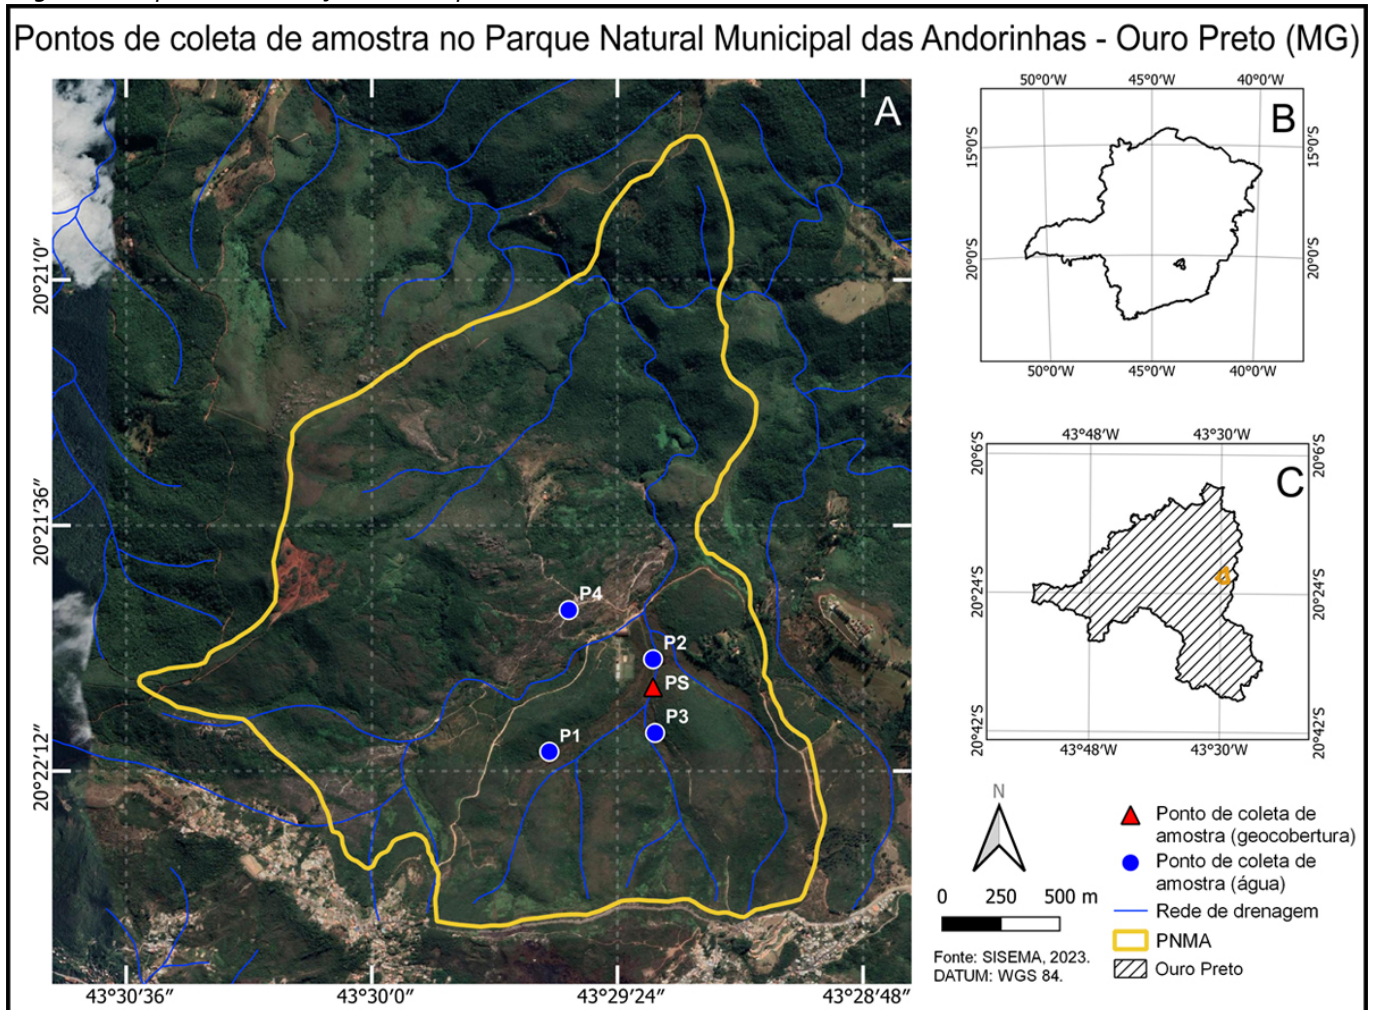 Pontos de coleta de amostra no Parque Natural Municipal das Andorinhas - Ouro Preto (MG)
A
20°21′0″
20°21′36″
20°22′12″
43°30′36″
43°30′0″
43°29′24″
43°28′48″
P4
P2
PS
P3
P1
50°0'W
45°0'W
40°0'W
B
15°0'S
15°0'S
20°0'S
20°0'S
50°0'W
45°0'W
40°0'W
43°48'W
43°30'W
20°6'S
20°6'S
C
20°24'S
20°24'S
20°42'S
20°42'S
43°48'W
43°30'W
N
0 250 500 m
Fonte: SISEMA, 2023.
DATUM: WGS 84.
Ponto de coleta de
amostra (geocobertura)
Ponto de coleta de
amostra (água)
Rede de drenagem
PNMA
Ouro Preto